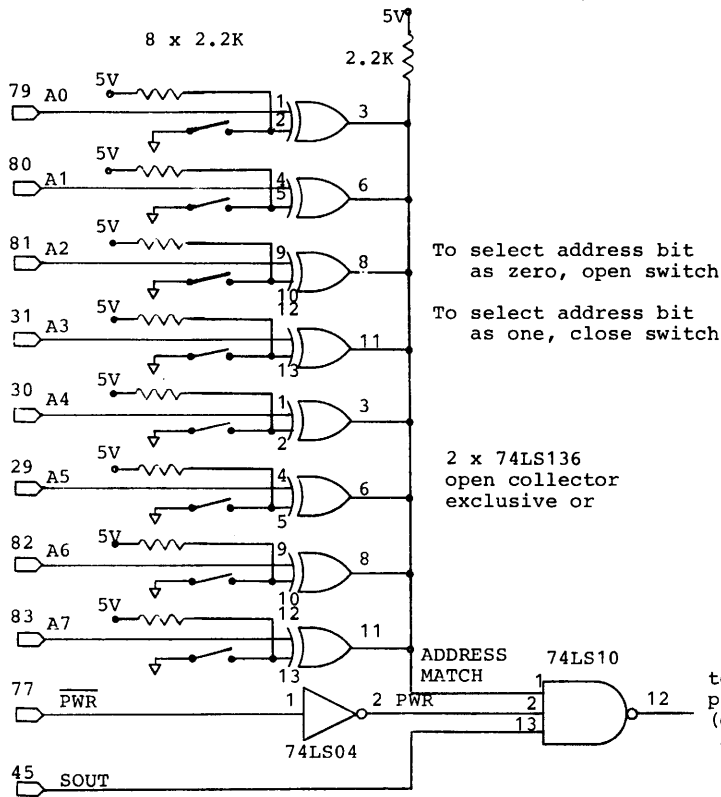 5V
8 x 2.2K
2.2K
5V
79 A0
1
2
3
5V
80 A1
4
5
6
5V
81 A2
9
10
8
To select address bit
as zero, open switch
5V
12
31 A3
13
11
To select address bit
as one, close switch
5V
30 A4
1
2
3
5V
29 A5
4
5
6
2 x 74LS136
open collector
exclusive or
5V
82 A6
9
10
8
5V
12
83 A7
13
11
ADDRESS
MATCH
74LS10
77 PWR
1
2 PWR
74LS04
1
2
13
12
45 SOUT